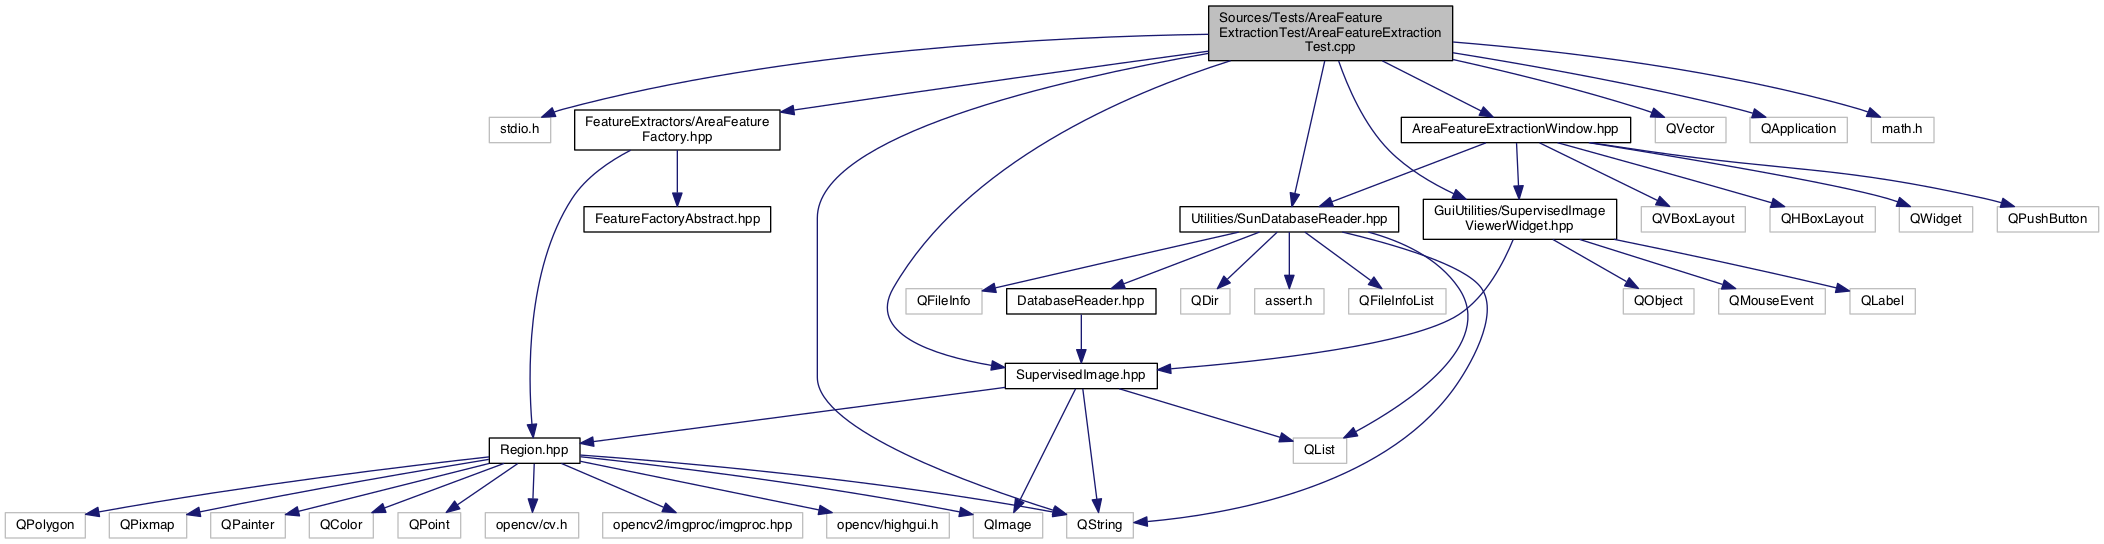 Sources/Tests/AreaFeature
ExtractionTest/AreaFeatureExtraction
Test.cpp
stdio.h
FeatureExtractors/AreaFeature
Factory.hpp
AreaFeatureExtractionWindow.hpp
QVector
QApplication
math.h
FeatureFactoryAbstract.hpp
Utilities/SunDatabaseReader.hpp
GuiUtilities/SupervisedImage
ViewerWidget.hpp
QVBoxLayout
QHBoxLayout
QWidget
QPushButton
QFileInfo
DatabaseReader.hpp
QDir
assert.h
QFileInfoList
QObject
QMouseEvent
QLabel
SupervisedImage.hpp
Region.hpp
QList
QPolygon
QPixmap
QPainter
QColor
QPoint
opencv/cv.h
opencv2/imgproc/imgproc.hpp
opencv/highgui.h
QImage
QString